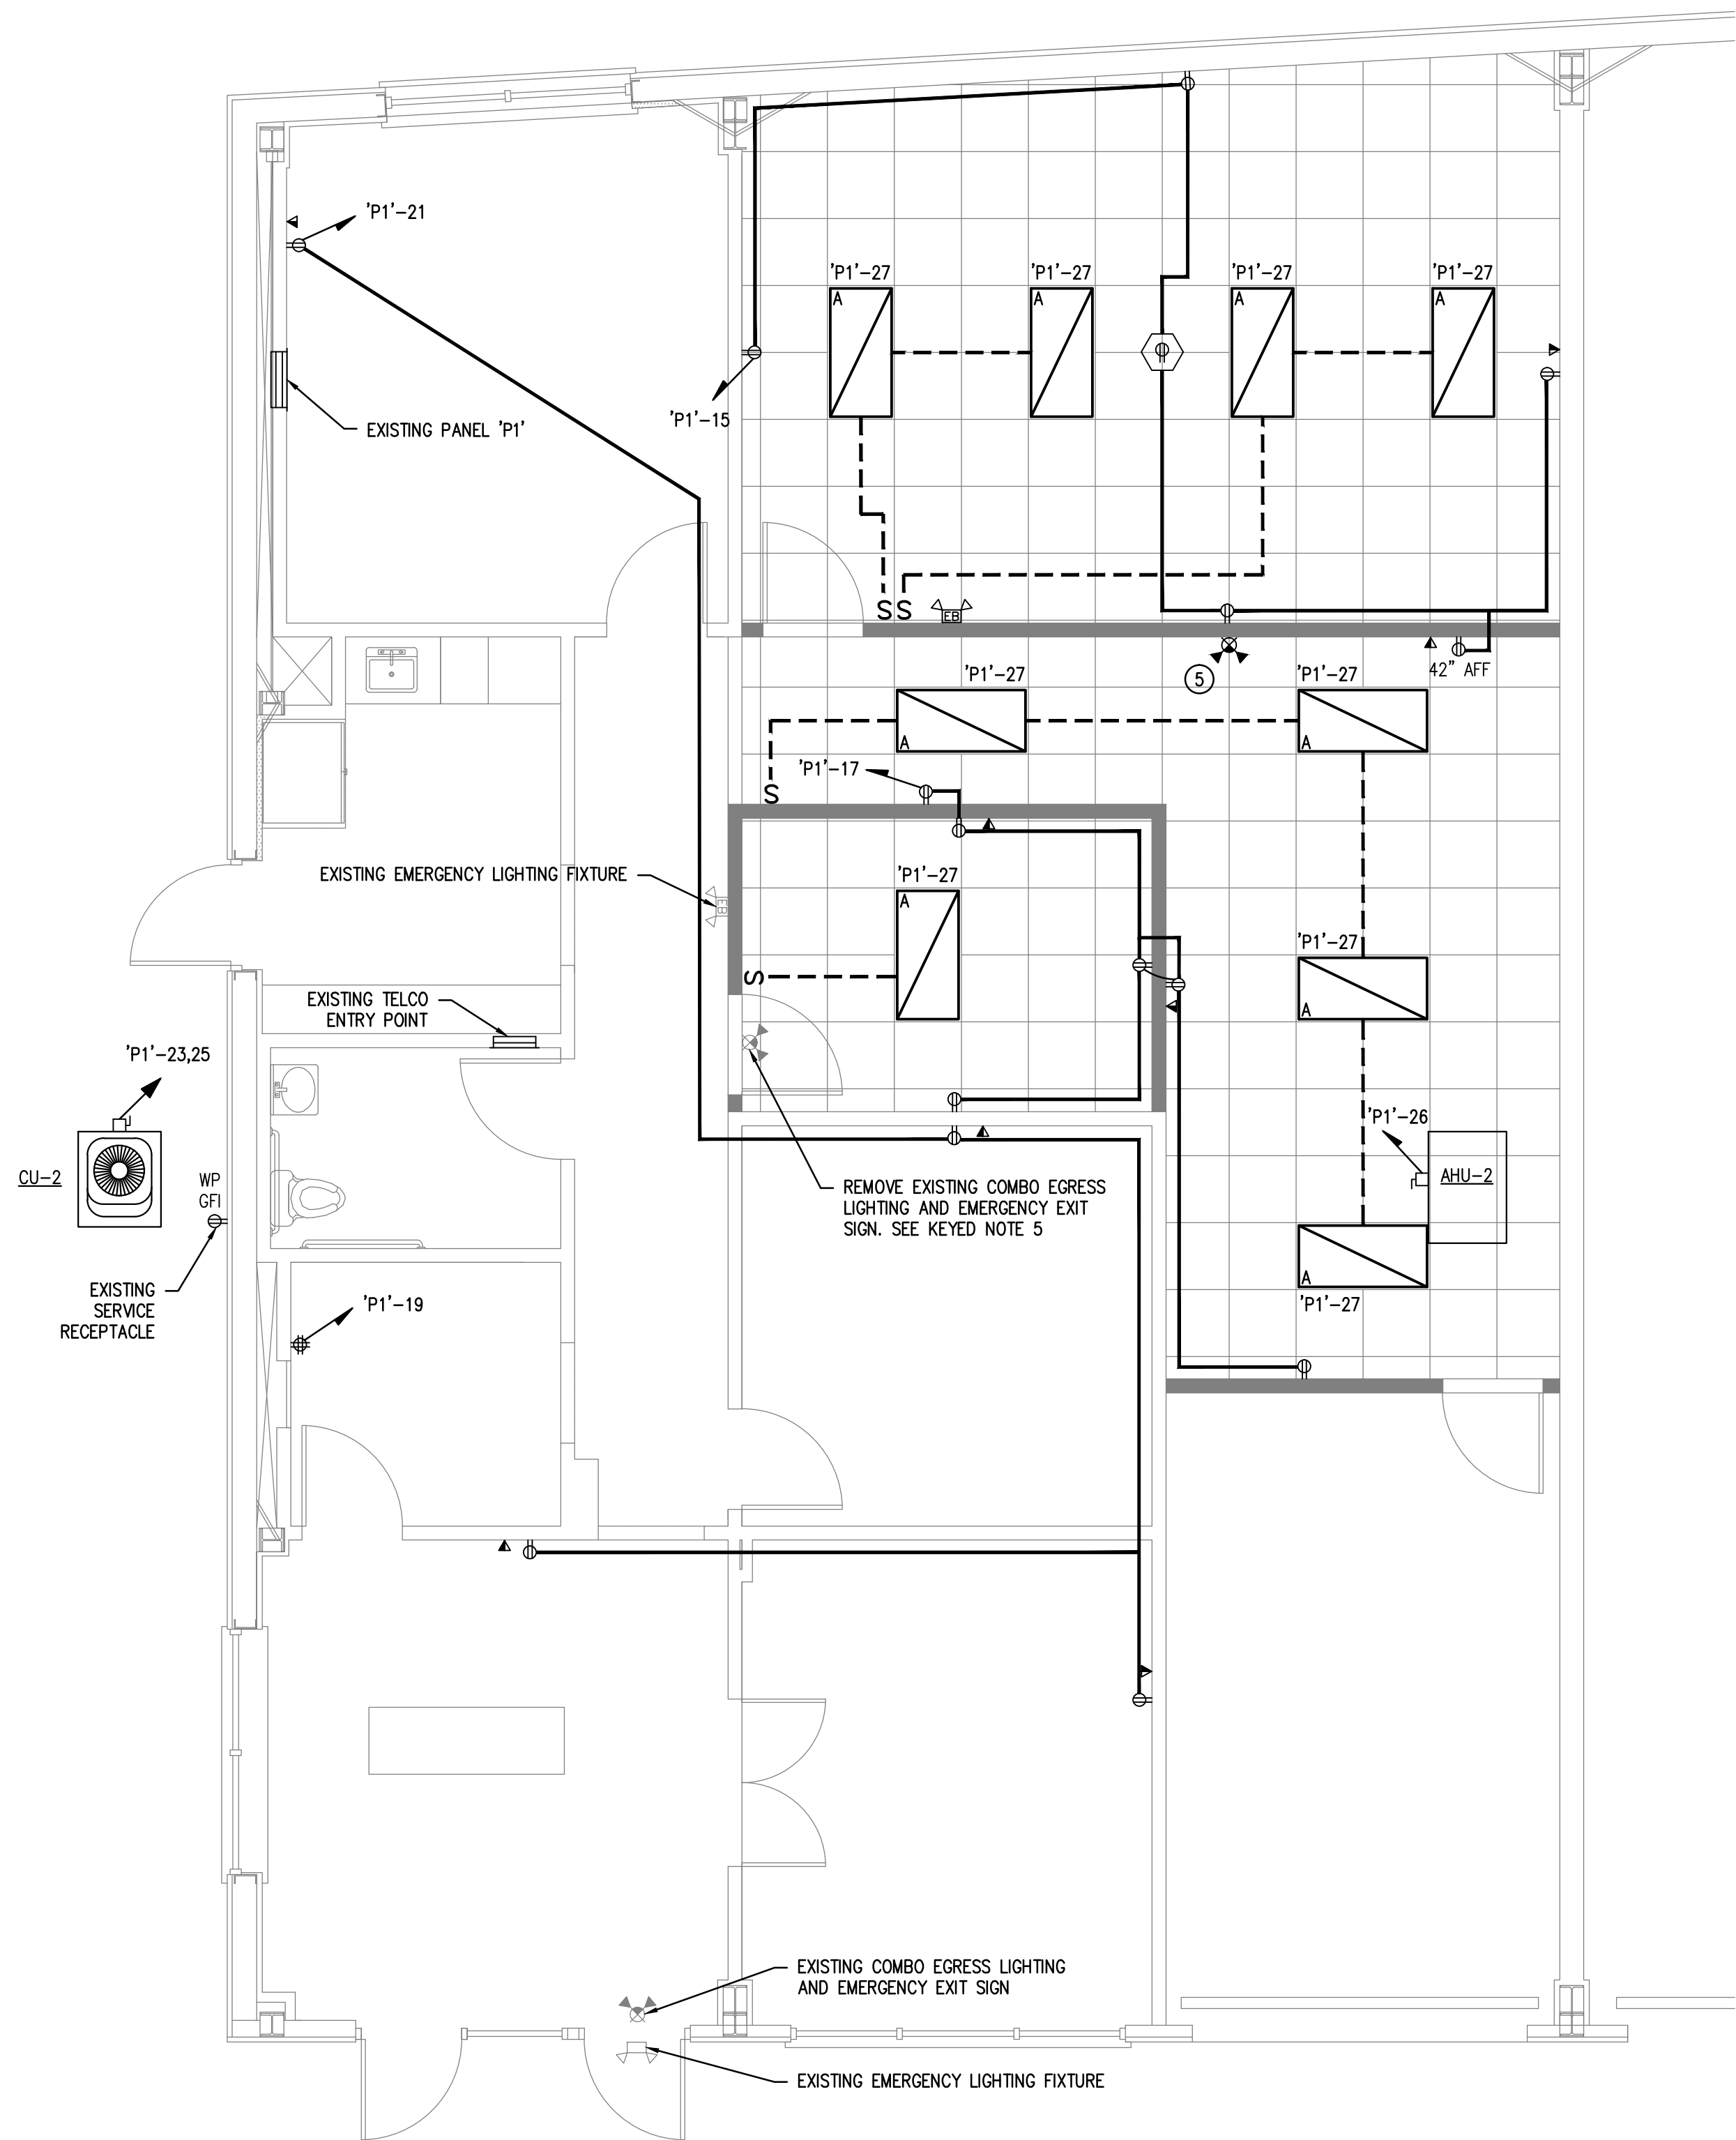 'P1'-21
'P1'-27
'P1'-27
'P1'-27
'P1'-27
A
A
A
A
'P1'-15
EXISTING PANEL 'P1'
S S
EB
5
42" AFF
'P1'-27
'P1'-27
A
A
'P1'-17
S
EXISTING EMERGENCY LIGHTING FIXTURE
EB
'P1'-27
A
'P1'-27
A
S
EXISTING TELCO
ENTRY POINT
'P1'-23,25
CU-2
WP
GFI
'P1'-26
AHU-2
REMOVE EXISTING COMBO EGRESS
LIGHTING AND EMERGENCY EXIT
SIGN. SEE KEYED NOTE 5
A
'P1'-27
EXISTING
SERVICE
RECEPTACLE
'P1'-19
EXISTING COMBO EGRESS LIGHTING
AND EMERGENCY EXIT SIGN
EXISTING EMERGENCY LIGHTING FIXTURE